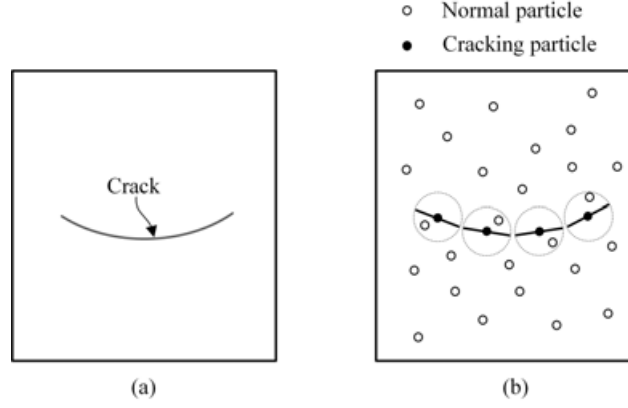 Normal particle
Cracking particle
Crack
(a)
(b)